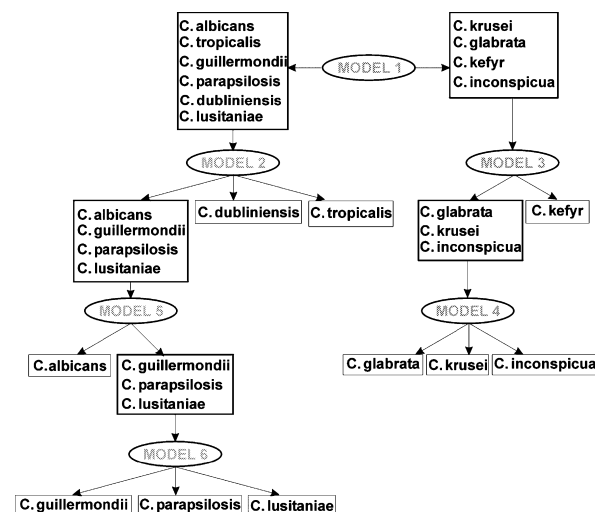 C. albicans
C. tropicalis
C. guillermondii
C. parapsilosis
C. dubliniensis
C. lusitaniae
MODEL 1
C. krusei
C. glabrata
C. kefyr
C. inconspicua
MODEL 2
MODEL 3
C. albicans
C. guillermondii
C. parapsilosis
C. lusitaniae
C. dubliniensis
C. tropicalis
C. glabrata
C. krusei
C. inconspicua
C. kefyr
MODEL 5
MODEL 4
C. albicans
C. guillermondii
C. parapsilosis
C. lusitaniae
C. glabrata
C. krusei
C. inconspicua
MODEL 6
C. guillermondii
C. parapsilosis
C. lusitaniae